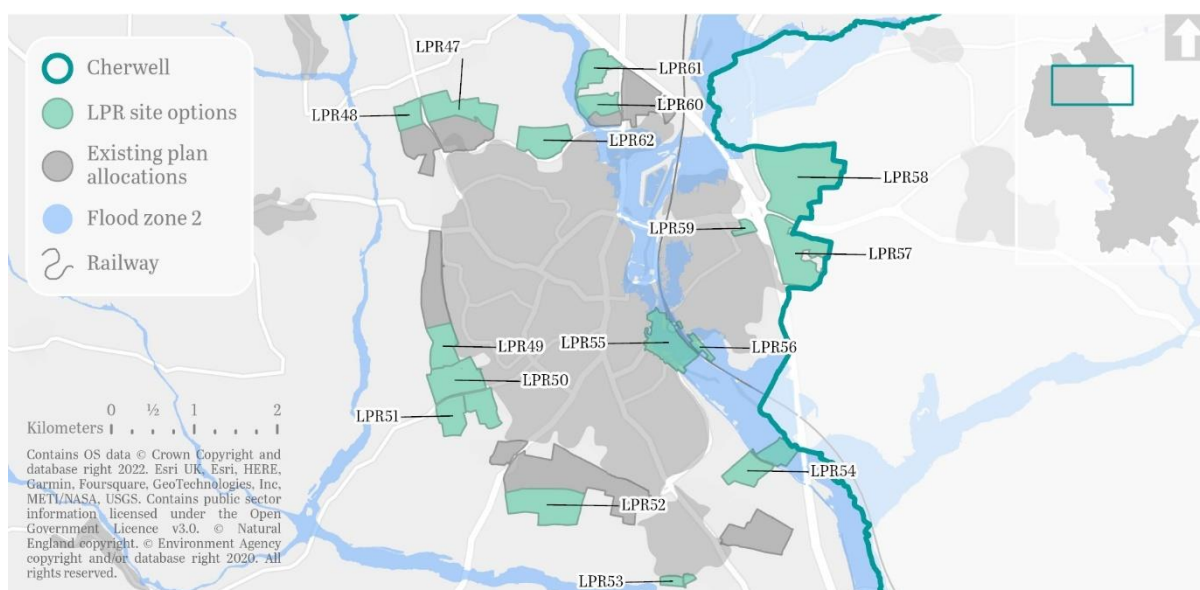 Cherwell
LPR site options
Existing plan
allocations
Flood zone 2
Railway
0 ½ 1 2
Kilometers
Contains OS data © Crown Copyright and
database right 2022. Esri UK, Esri, HERE,
Garmin, Foursquare, GeoTechnologies, Inc,
METI/NASA, USGS. Contains public sector
information licensed under the Open
Government Licence v3.0. © Natural
England copyright. © Environment Agency
copyright and/or database right 2020. All
rights reserved.
LPR47
LPR48
LPR61
LPR60
LPR62
LPR58
LPR59
LPR57
LPR49
LPR55
LPR56
LPR50
LPR51
LPR54
LPR52
LPR53